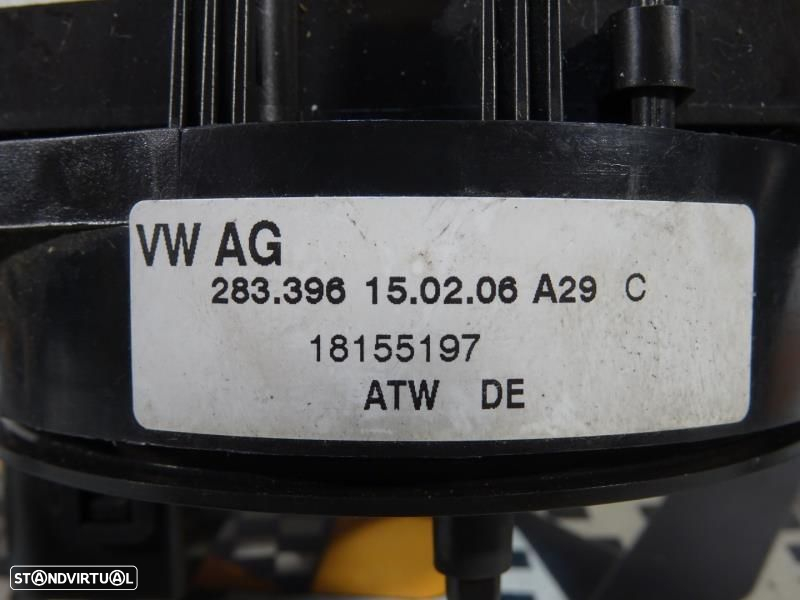 VW AG
283.396 15.02.06 A29 C
18155197
ATW DE
STANDVIRTUAL